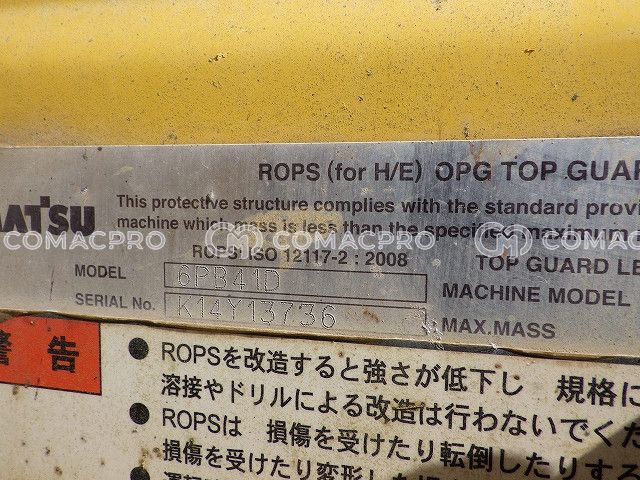 ROPS (for H/E) OPG TOP GUAR
MATSU
This protective structure complies with the standard provi
machine which mass is less than the specified maximum
COMACPRO COMACPRO COMACPRO
ROPS: ISO 12117-2 : 2008
TOP GUARD LE
MODEL 6PB41D
MACHINE MODEL
SERIAL No. K14Y13736
MAX.MASS
警告
● ROPSを改造すると強さが低下し 規格に
溶接やドリルによる改造は行わないでくだ
● ROPSは 損傷を受けたり転倒したりする
損傷を受けたり変形した